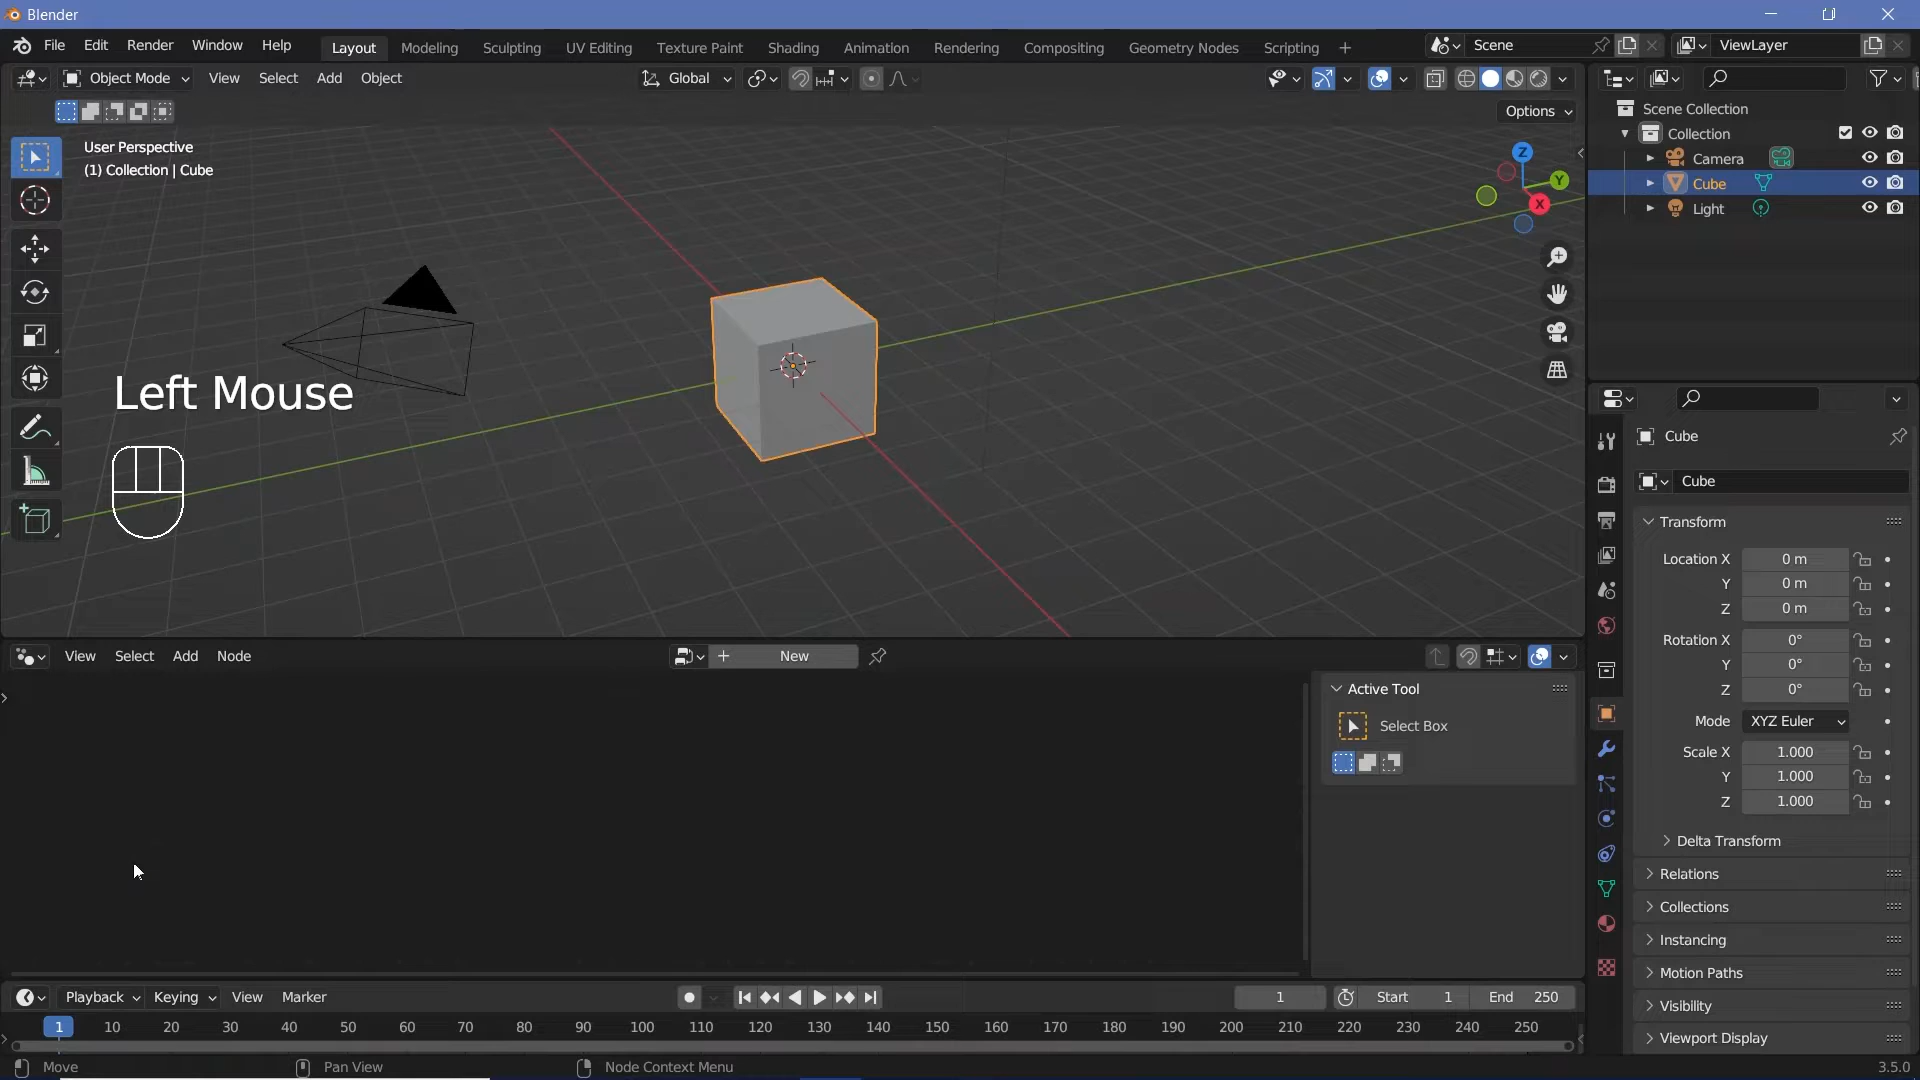 Blender
File Edit Render Window Help Layout Modeling Sculpting UV Editing Texture Paint Shading Animation Rendering Compositing Geometry Nodes Scripting + Scene ViewLayer
Object Mode View Select Add Object Global
Options
User Perspective
(1) Collection | Cube
Z
Y
X
Left Mouse
Scene Collection
Collection
Camera
Cube
Light
Cube
Cube
Transform
Location X 0 m
Y 0 m
Z 0 m
Rotation X 0°
Y 0°
Z 0°
Mode XYZ Euler
Scale X 1.000
Y 1.000
Z 1.000
Delta Transform
Relations
Collections
Instancing
Motion Paths
Visibility
Viewport Display
View Select Add Node + New
Active Tool
Select Box
Playback Keying View Marker 1 Start 1 End 250
1 10 20 30 40 50 60 70 80 90 100 110 120 130 140 150 160 170 180 190 200 210 220 230 240 250
Move Pan View Node Context Menu 3.5.0